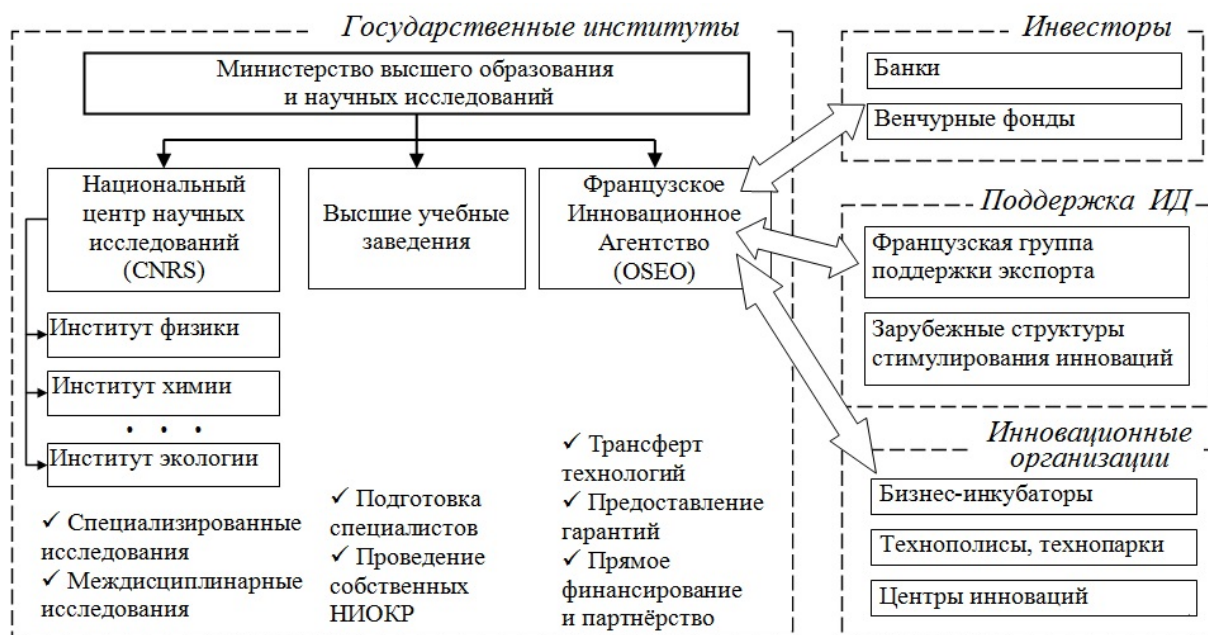 Государственные институты
Министерство высшего образования
и научных исследований
Национальный
центр научных
исследований
(CNRS)
Высшие учебные
заведения
Французское
Инновационное
Агентство
(OSEO)
Институт физики
Институт химии
. . .
Институт экологии
✓ Специализированные
исследования
✓ Междисциплинарные
исследования
✓ Подготовка
специалистов
✓ Проведение
собственных
НИОКР
✓ Трансферт
технологий
✓ Предоставление
гарантий
✓ Прямое
финансирование
и партнёрство
Инвесторы
Банки
Венчурные фонды
Поддержка ИД
Французская группа
поддержки экспорта
Зарубежные структуры
стимулирования инноваций
Инновационные
организации
Бизнес-инкубаторы
Технополисы, технопарки
Центры инноваций